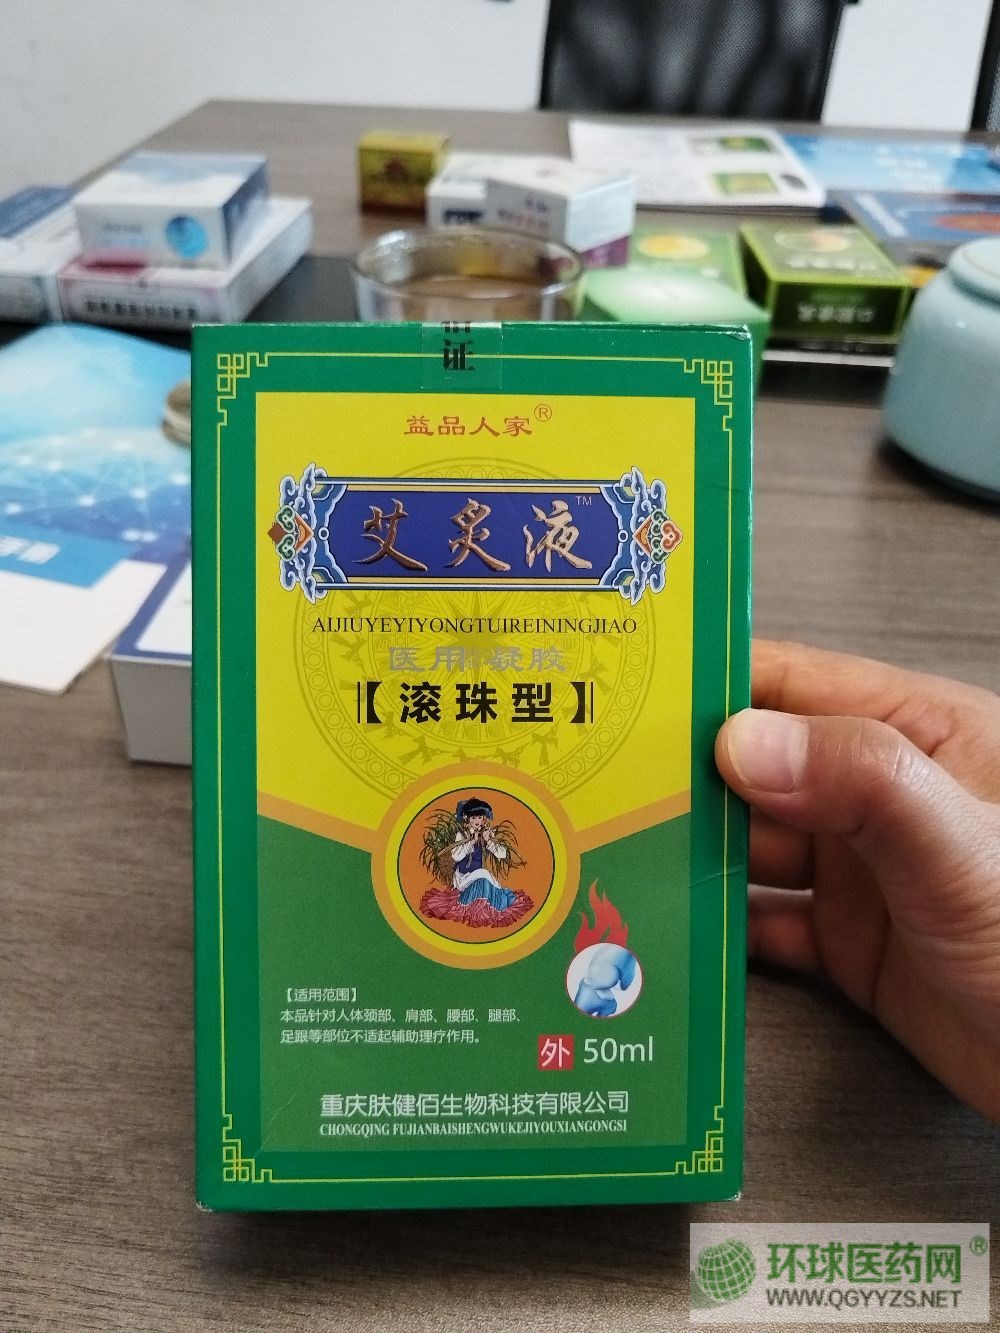 证
益品人家®
艾灸液™
AIJIUYEYIYONGTUIREININGJIAO
医用凝胶
【滚珠型】
【适用范围】
本品针对人体颈部、肩部、腰部、腿部、
足跟等部位不适起辅助理疗作用。
外 50ml
重庆肤健佰生物科技有限公司
CHONGQING FUJIANBAISHENGWUKEJIYOUXIANGONGSI
环球医药网®
WWW.QGYYZS.NET